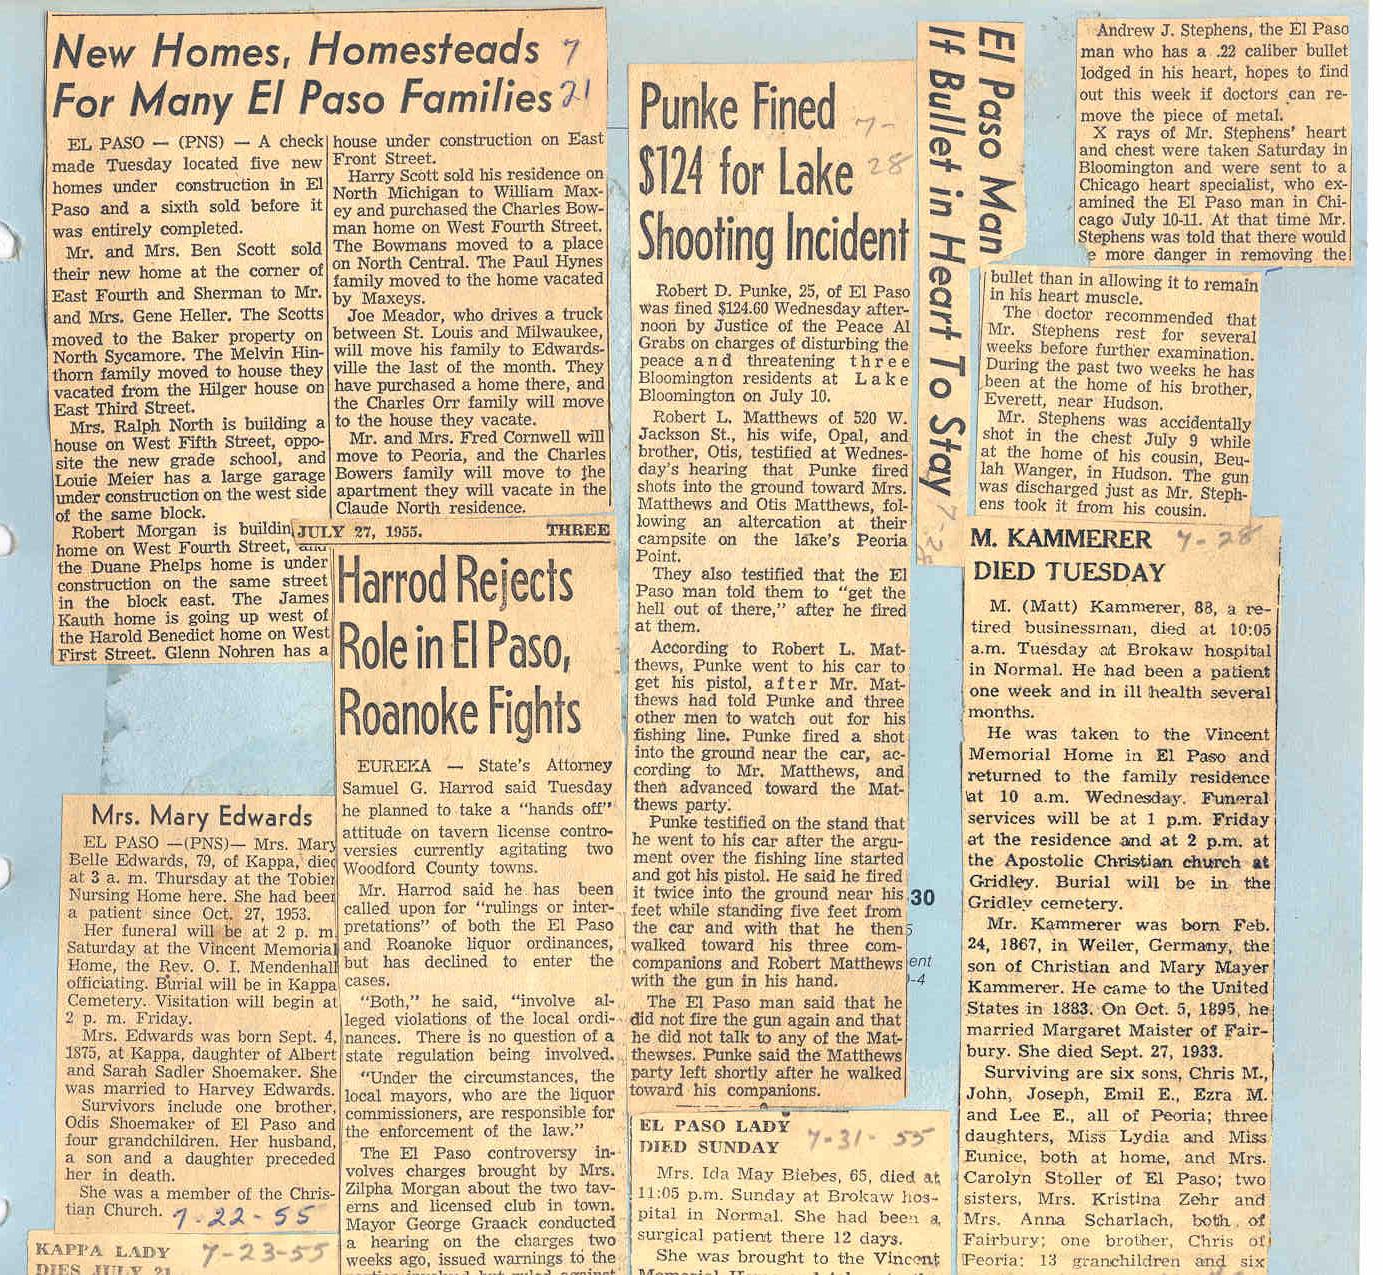 New Homes, Homesteads 7
For Many El Paso Families 21
EL PASO — (PNS) — A check
made Tuesday located five new
homes under construction in El
Paso and a sixth sold before it
was entirely completed.
Mr. and Mrs. Ben Scott sold
their new home at the corner of
East Fourth and Sherman to Mr.
and Mrs. Gene Heller. The Scotts
moved to the Baker property on
North Sycamore. The Melvin Hin-
thorn family moved to house they
vacated from the Hilger house on
East Third Street.
Mrs. Ralph North is building a
house on West Fifth Street, oppo-
site the new grade school, and
Louie Meier has a large garage
under construction on the west side
of the same block.
Robert Morgan is buildin
home on West Fourth Street, and
the Duane Phelps home is under
construction on the same street
in the block east. The James
Kauth home is going up west of
the Harold Benedict home on West
First Street. Glenn Nohren has a
house under construction on East
Front Street.
Harry Scott sold his residence on
North Michigan to William Max-
ey and purchased the Charles Bow-
man home on West Fourth Street.
The Bowmans moved to a place
on North Central. The Paul Hynes
family moved to the home vacated
by Maxeys.
Joe Meador, who drives a truck
between St. Louis and Milwaukee,
will move his family to Edwards-
ville the last of the month. They
have purchased a home there, and
the Charles Orr family will move
to the house they vacate.
Mr. and Mrs. Fred Cornwell will
move to Peoria, and the Charles
Bowers family will move to the
apartment they will vacate in the
Claude North residence.
JULY 27, 1955. THREE
Harrod Rejects
Role in El Paso,
Roanoke Fights
EUREKA — State's Attorney
Samuel G. Harrod said Tuesday
he planned to take a "hands off"
attitude on tavern license contro-
versies currently agitating two
Woodford County towns.
Mr. Harrod said he has been
called upon for "rulings or inter-
pretations" of both the El Paso
and Roanoke liquor ordinances,
but has declined to enter the
cases.
"Both," he said, "involve al-
leged violations of the local ordi-
nances. There is no question of a
state regulation being involved.
"Under the circumstances, the
local mayors, who are the liquor
commissioners, are responsible for
the enforcement of the law."
The El Paso controversy in-
volves charges brought by Mrs.
Zilpha Morgan about the two tav-
erns and licensed club in town.
Mayor George Graack conducted
a hearing on the charges two
weeks ago, issued warnings to the
Mrs. Mary Edwards
EL PASO —(PNS)— Mrs. Mary
Belle Edwards, 79, of Kappa, died
at 3 a. m. Thursday at the Tobier
Nursing Home here. She had been
a patient since Oct. 27, 1953.
Her funeral will be at 2 p. m.
Saturday at the Vincent Memorial
Home, the Rev. O. I. Mendenhall
officiating. Burial will be in Kappa
Cemetery. Visitation will begin at
2 p. m. Friday.
Mrs. Edwards was born Sept. 4,
1875, at Kappa, daughter of Albert
and Sarah Sadler Shoemaker. She
was married to Harvey Edwards.
Survivors include one brother,
Odis Shoemaker of El Paso and
four grandchildren. Her husband,
a son and a daughter preceded
her in death.
She was a member of the Chris-
tian Church. 7-22-55
KAPPA LADY 7-23-55
DIES JULY 21
Punke Fined 7-
$124 for Lake 28
Shooting Incident
Robert D. Punke, 25, of El Paso
was fined $124.60 Wednesday after-
noon by Justice of the Peace Al
Grabs on charges of disturbing the
peace and threatening three
Bloomington residents at Lake
Bloomington on July 10.
Robert L. Matthews of 520 W.
Jackson St., his wife, Opal, and
brother, Otis, testified at Wednes-
day's hearing that Punke fired
shots into the ground toward Mrs.
Matthews and Otis Matthews, fol-
lowing an altercation at their
campsite on the lake's Peoria
Point.
They also testified that the El
Paso man told them to "get the
hell out of there," after he fired
at them.
According to Robert L. Mat-
thews, Punke went to his car to
get his pistol, after Mr. Mat-
thews had told Punke and three
other men to watch out for his
fishing line. Punke fired a shot
into the ground near the car, ac-
cording to Mr. Matthews, and
then advanced toward the Mat-
thews party.
Punke testified on the stand that
he went to his car after the argu-
ment over the fishing line started
and got his pistol. He said he fired
it twice into the ground near his
feet while standing five feet from
the car and with that he then
walked toward his three com-
companions and Robert Matthews
with the gun in his hand.
The El Paso man said that he
did not fire the gun again and that
he did not talk to any of the Mat-
thewses. Punke said the Matthews
party left shortly after he walked
toward his companions.
30
5
ent
-4
EL PASO LADY 7-31-55
DIED SUNDAY
Mrs. Ida May Biebes, 65, died at
11:05 p.m. Sunday at Brokaw hos-
pital in Normal. She had been a
surgical patient there 12 days.
She was brought to the Vincent
El Paso Man
If Bullet in Heart To Stay
Andrew J. Stephens, the El Paso
man who has a .22 caliber bullet
lodged in his heart, hopes to find
out this week if doctors can re-
move the piece of metal.
X rays of Mr. Stephens' heart
and chest were taken Saturday in
Bloomington and were sent to a
Chicago heart specialist, who ex-
amined the El Paso man in Chi-
cago July 10-11. At that time Mr.
Stephens was told that there would
e more danger in removing the
bullet than in allowing it to remain
in his heart muscle.
The doctor recommended that
Mr. Stephens rest for several
weeks before further examination.
During the past two weeks he has
been at the home of his brother,
Everett, near Hudson.
Mr. Stephens was accidentally
shot in the chest July 9 while
at the home of his cousin, Beu-
lah Wanger, in Hudson. The gun
was discharged just as Mr. Steph-
ens took it from his cousin.
M. KAMMERER 7-28
DIED TUESDAY
M. (Matt) Kammerer, 88, a re-
tired businessman, died at 10:05
a.m. Tuesday at Brokaw hospital
in Normal. He had been a patient
one week and in ill health several
months.
He was taken to the Vincent
Memorial Home in El Paso and
returned to the family residence
at 10 a.m. Wednesday. Funeral
services will be at 1 p.m. Friday
at the residence and at 2 p.m. at
the Apostolic Christian church at
Gridley. Burial will be in the
Gridley cemetery.
Mr. Kammerer was born Feb.
24, 1867, in Weiler, Germany, the
son of Christian and Mary Mayer
Kammerer. He came to the United
States in 1883. On Oct. 5, 1895, he
married Margaret Maister of Fair-
bury. She died Sept. 27, 1933.
Surviving are six sons, Chris M.,
John, Joseph, Emil E., Ezra M.
and Lee E., all of Peoria; three
daughters, Miss Lydia and Miss
Eunice, both at home, and Mrs.
Carolyn Stoller of El Paso; two
sisters, Mrs. Kristina Zehr and
Mrs. Anna Scharlach, both of
Fairbury; one brother, Chris of
Peoria; 13 granchildren and six